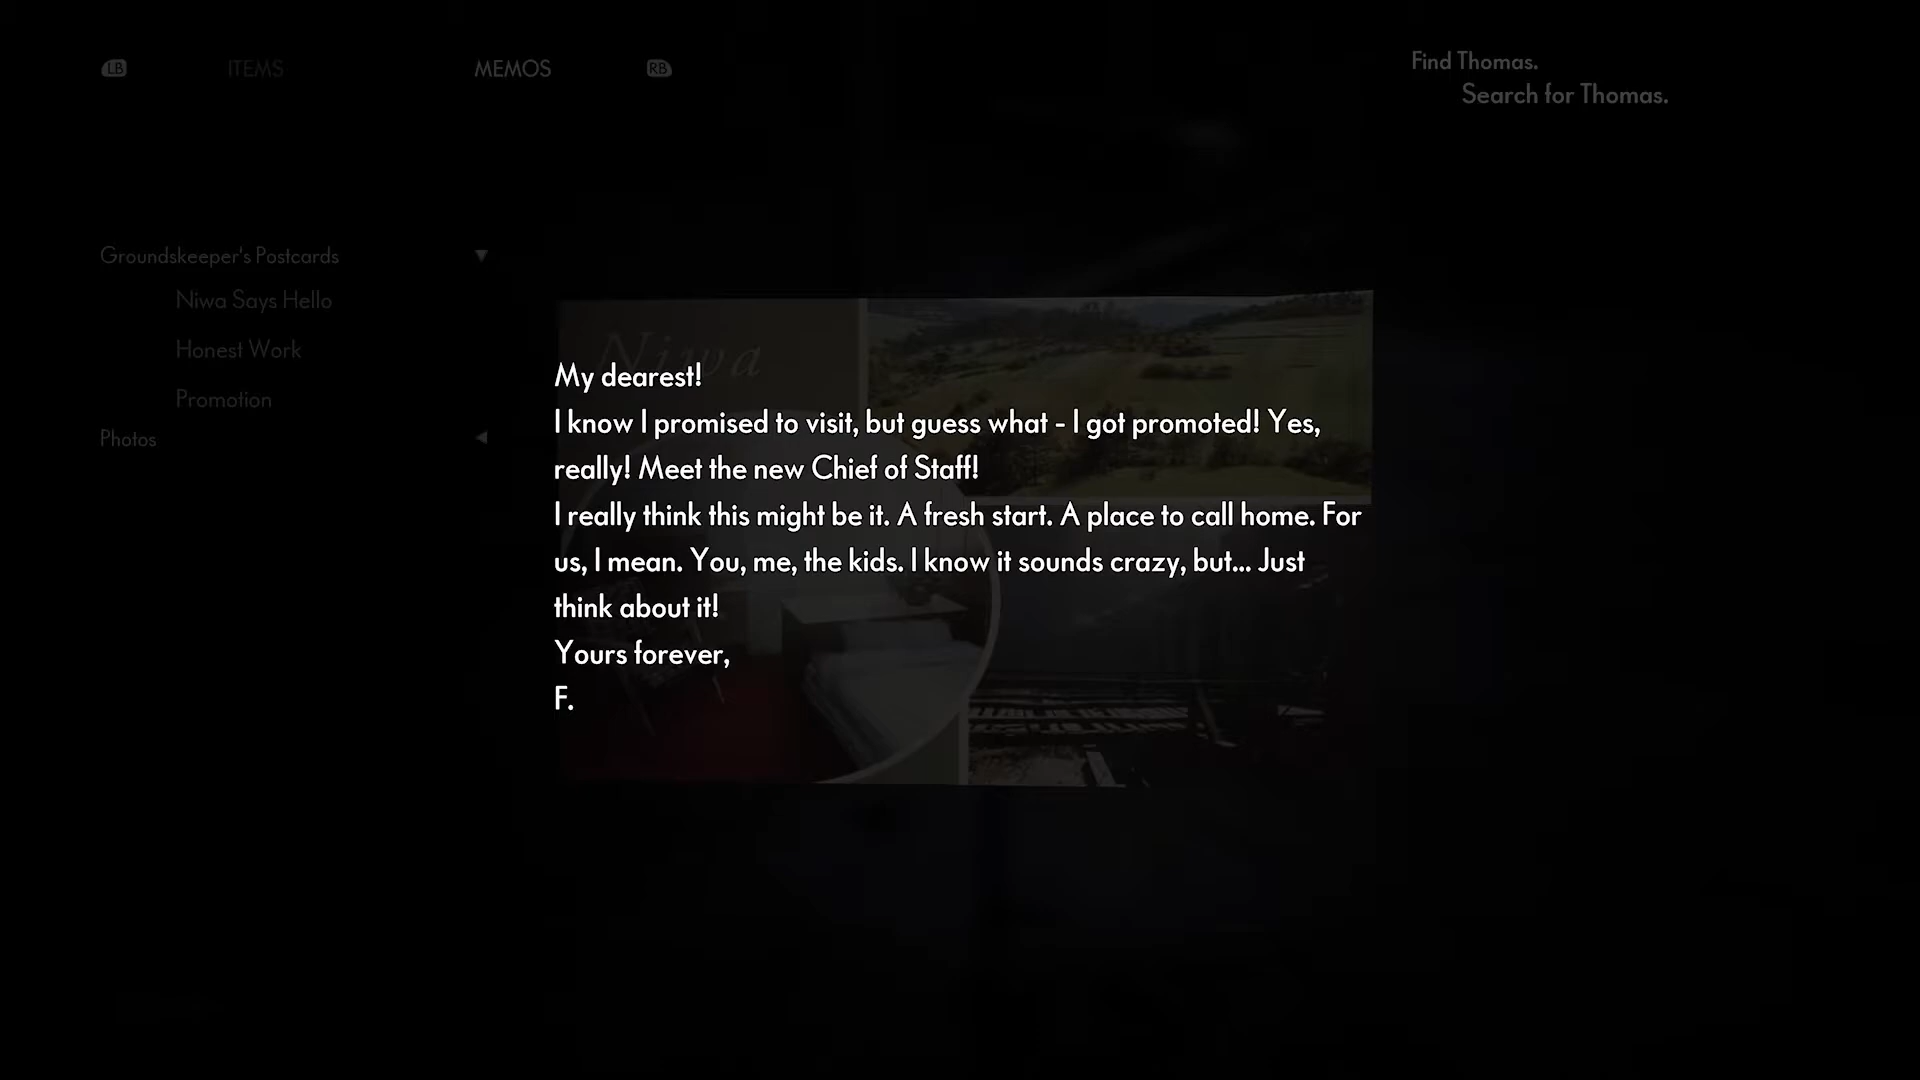 LB
ITEMS
MEMOS
RB
Find Thomas.
Search for Thomas.
Groundskeeper's Postcards
Niwa Says Hello
Honest Work
Promotion
Photos
Niwa
My dearest!
I know I promised to visit, but guess what - I got promoted! Yes,
really! Meet the new Chief of Staff!
I really think this might be it. A fresh start. A place to call home. For
us, I mean. You, me, the kids. I know it sounds crazy, but... Just
think about it!
Yours forever,
F.